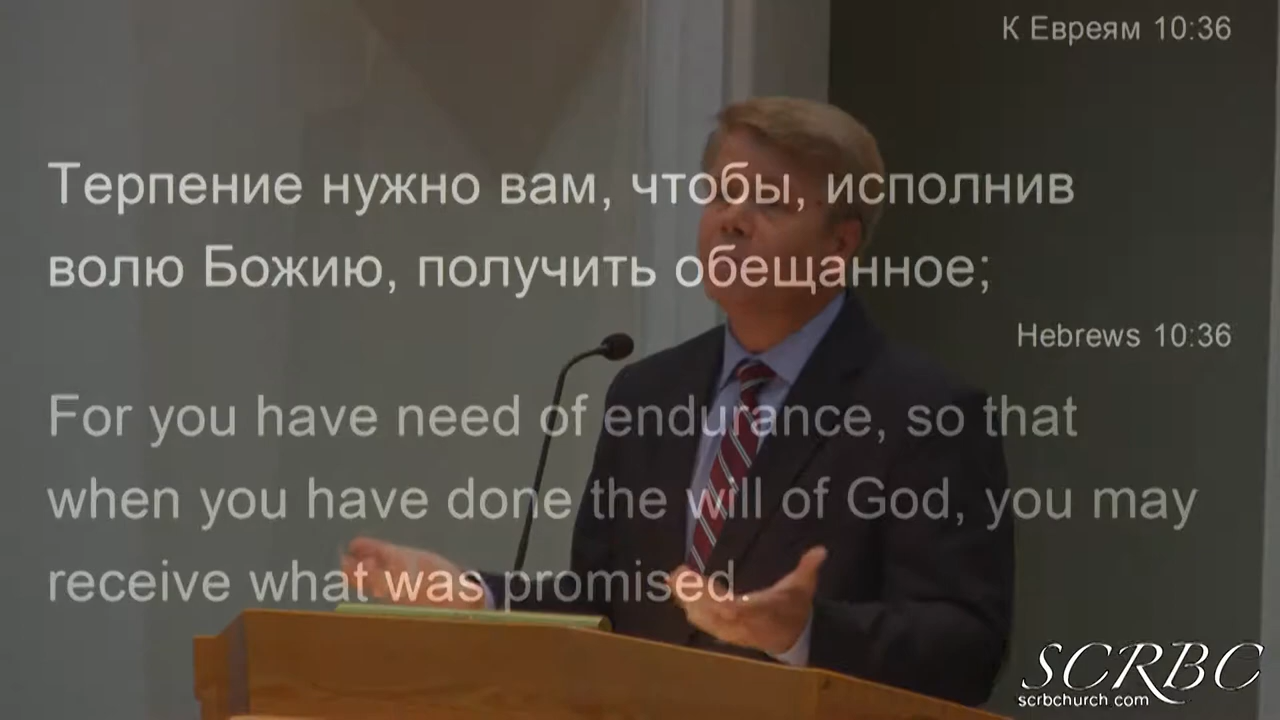 К Евреям 10:36
Терпение нужно вам, чтобы, исполнив
волю Божию, получить обещанное;
Hebrews 10:36
For you have need of endurance, so that
when you have done the will of God, you may
receive what was promised.
SCRBC
scrbchurch.com